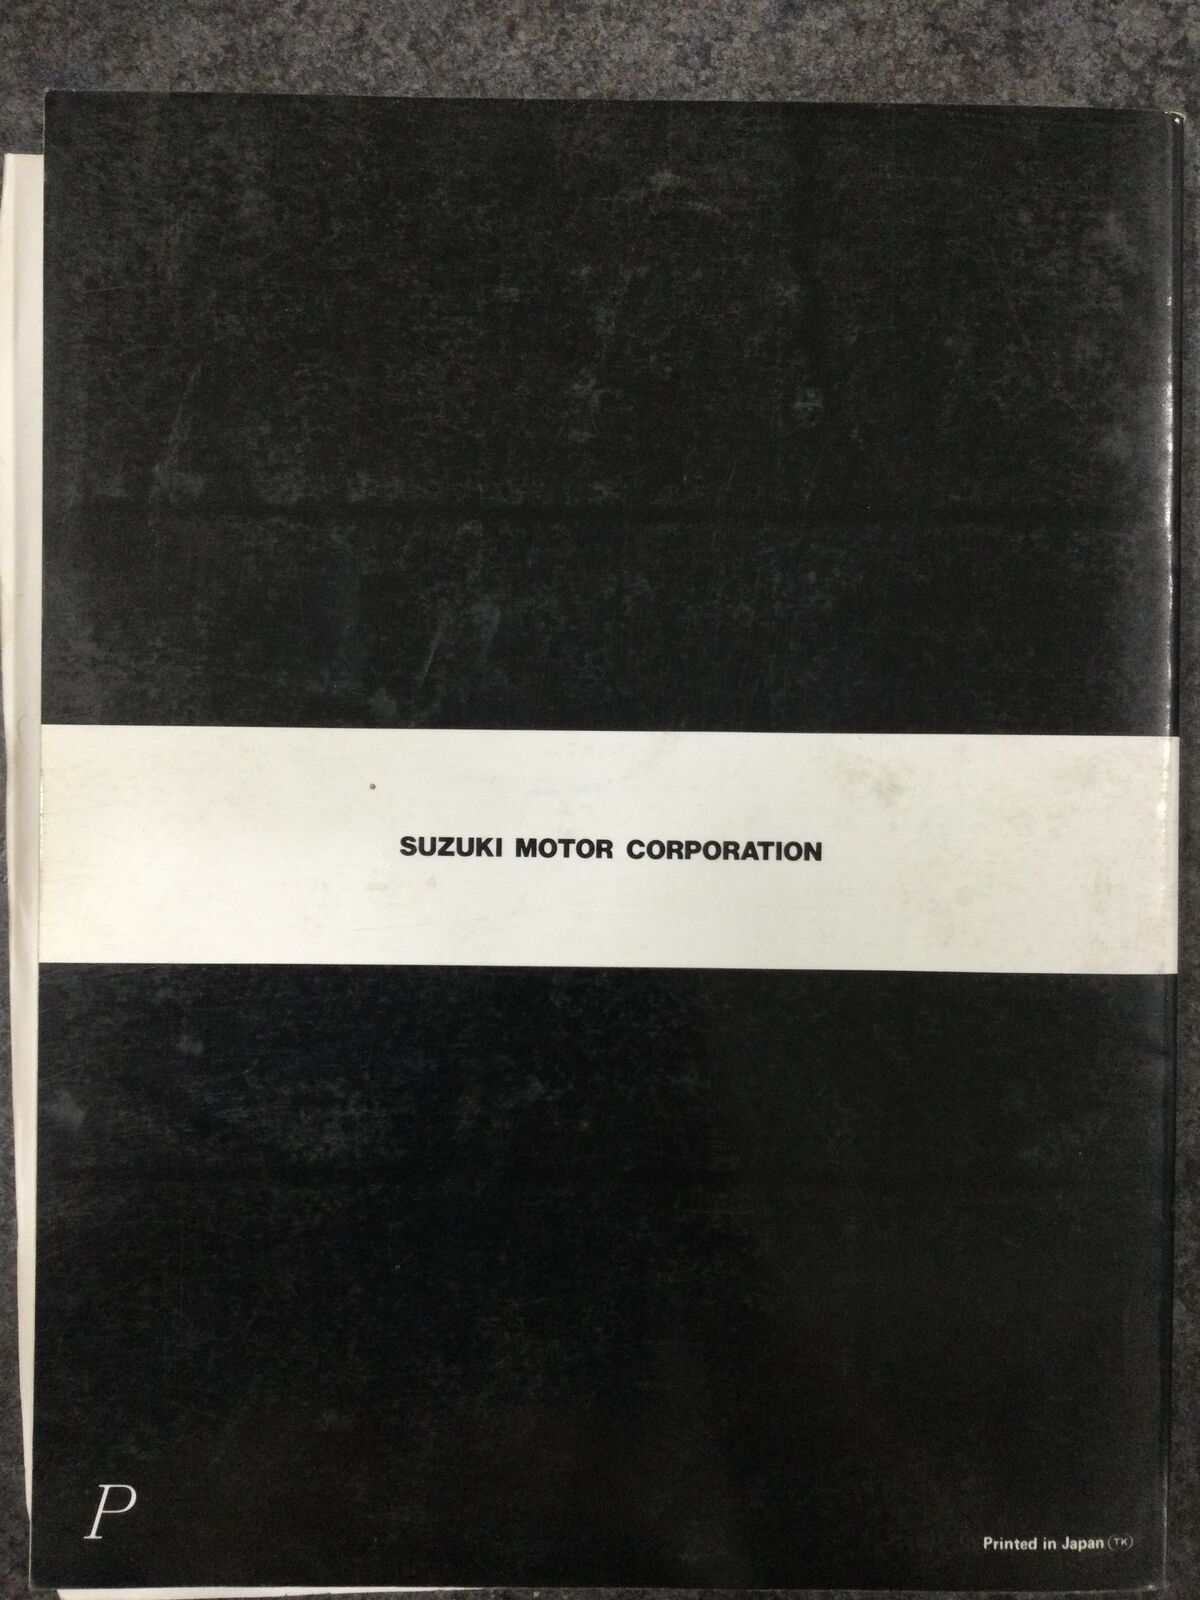 SUZUKI MOTOR CORPORATION
P
Printed in Japan TK